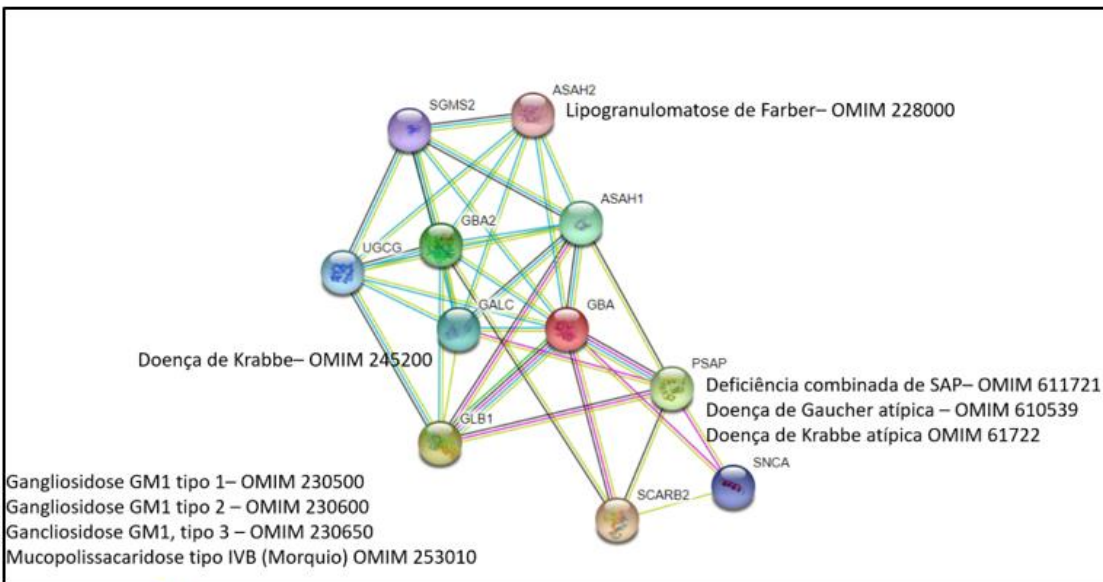 ASAH2
SGMS2
Lipogranulomatose de Farber– OMIM 228000
ASAH1
GBA2
UGCG
GALC
GBA
Doença de Krabbe– OMIM 245200
PSAP
Deficiência combinada de SAP– OMIM 611721
Doença de Gaucher atípica – OMIM 610539
Doença de Krabbe atípica OMIM 61722
GLB1
SNCA
SCARB2
Gangliosidose GM1 tipo 1– OMIM 230500
Gangliosidose GM1 tipo 2 – OMIM 230600
Gancliosidose GM1, tipo 3 – OMIM 230650
Mucopolissacaridose tipo IVB (Morquio) OMIM 253010